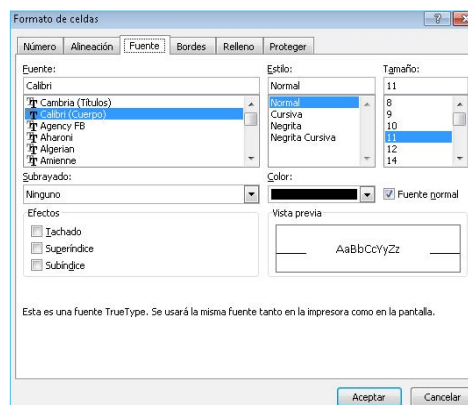 Formato de celdas
Número Alineación Fuente Bordes Relleno Proteger
Fuente: Estilo: Tamaño:
Calibri Normal 11
Cambria (Títulos) Normal 8
Calibri (Cuerpo) Cursiva 9
Agency FB Negrita 10
Aharoni Negrita Cursiva 11
Algerian 12
Amienne 14
Subrayado: Color:
Ninguno Fuente normal
Efectos Vista previa
Tachado
Superíndice AaBbCcYyZz
Subíndice
Esta es una fuente TrueType. Se usará la misma fuente tanto en la impresora como en la pantalla.
Aceptar Cancelar